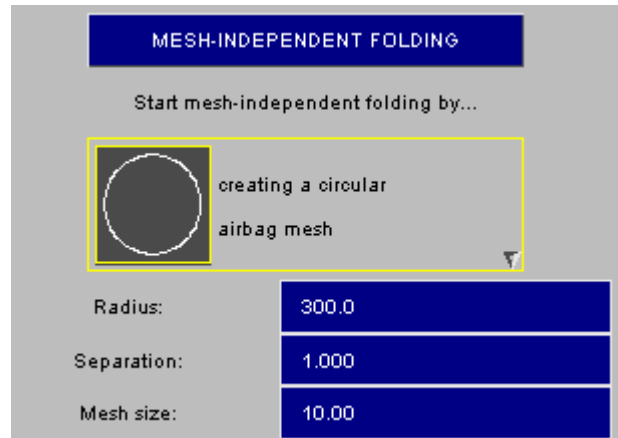 MESH-INDEPENDENT FOLDING
Start mesh-independent folding by...
creating a circular
airbag mesh
Radius: 300.0
Separation: 1.000
Mesh size: 10.00